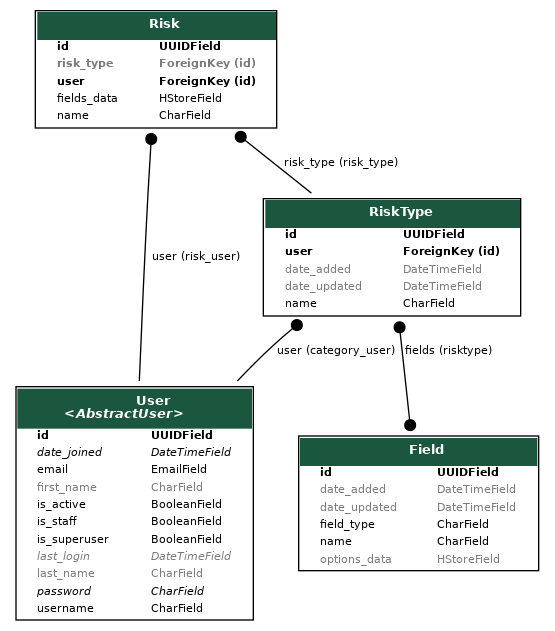 Risk
id UUIDField
risk_type ForeignKey (id)
user ForeignKey (id)
fields_data HStoreField
name CharField
risk_type (risk_type)
RiskType
id UUIDField
user ForeignKey (id)
date_added DateTimeField
date_updated DateTimeField
name CharField
user (risk_user)
user (category_user)
fields (risktype)
User
<AbstractUser>
id UUIDField
date_joined DateTimeField
email EmailField
first_name CharField
is_active BooleanField
is_staff BooleanField
is_superuser BooleanField
last_login DateTimeField
last_name CharField
password CharField
username CharField
Field
id UUIDField
date_added DateTimeField
date_updated DateTimeField
field_type CharField
name CharField
options_data HStoreField